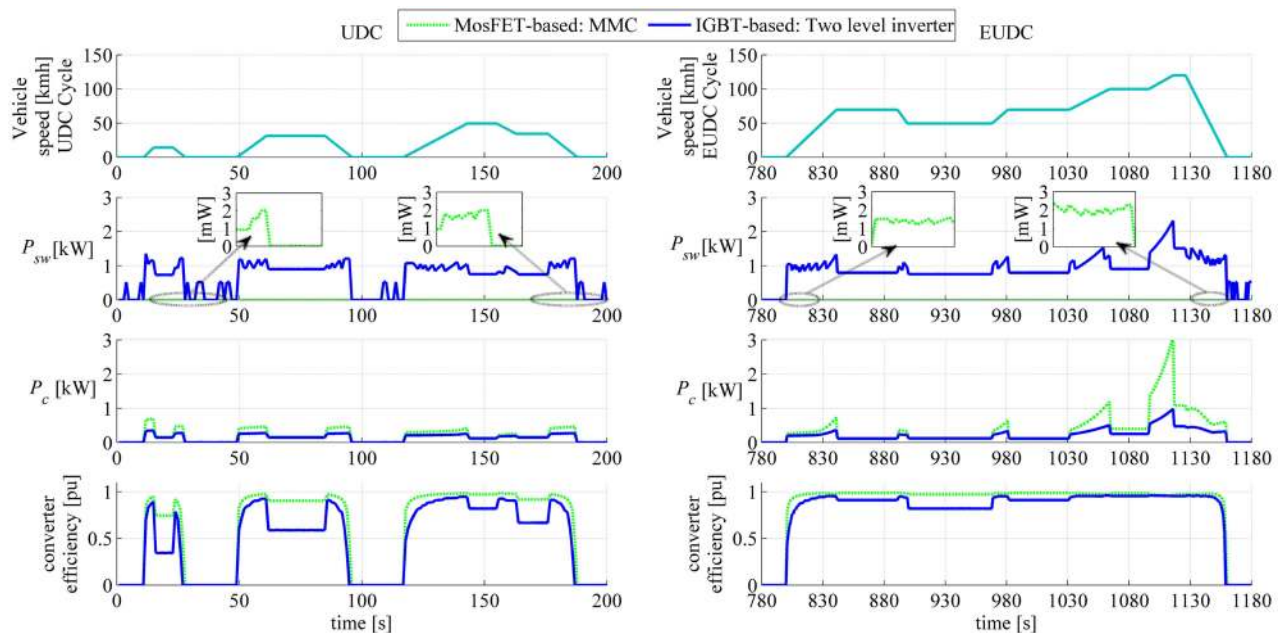 UDC
MosFET-based: MMC
IGBT-based: Two level inverter
EUDC
Vehicle
speed [kmh]
UDC Cycle
150
100
50
0
0 50 100 150 200
Vehicle
speed [kmh]
EUDC Cycle
150
100
50
0
780 830 880 930 980 1030 1080 1130 1180
P_sw [kW]
3
2
1
0
[mW]
3
2
1
0
[mW]
3
2
1
0
0 50 100 150 200
P_sw [kW]
3
2
1
0
[mW]
3
2
1
0
[mW]
3
2
1
0
780 830 880 930 980 1030 1080 1130 1180
P_c [kW]
3
2
1
0
0 50 100 150 200
P_c [kW]
3
2
1
0
780 830 880 930 980 1030 1080 1130 1180
converter
efficiency [pu]
1
0.5
0
0 50 100 150 200
time [s]
converter
efficiency [pu]
1
0.5
0
780 830 880 930 980 1030 1080 1130 1180
time [s]